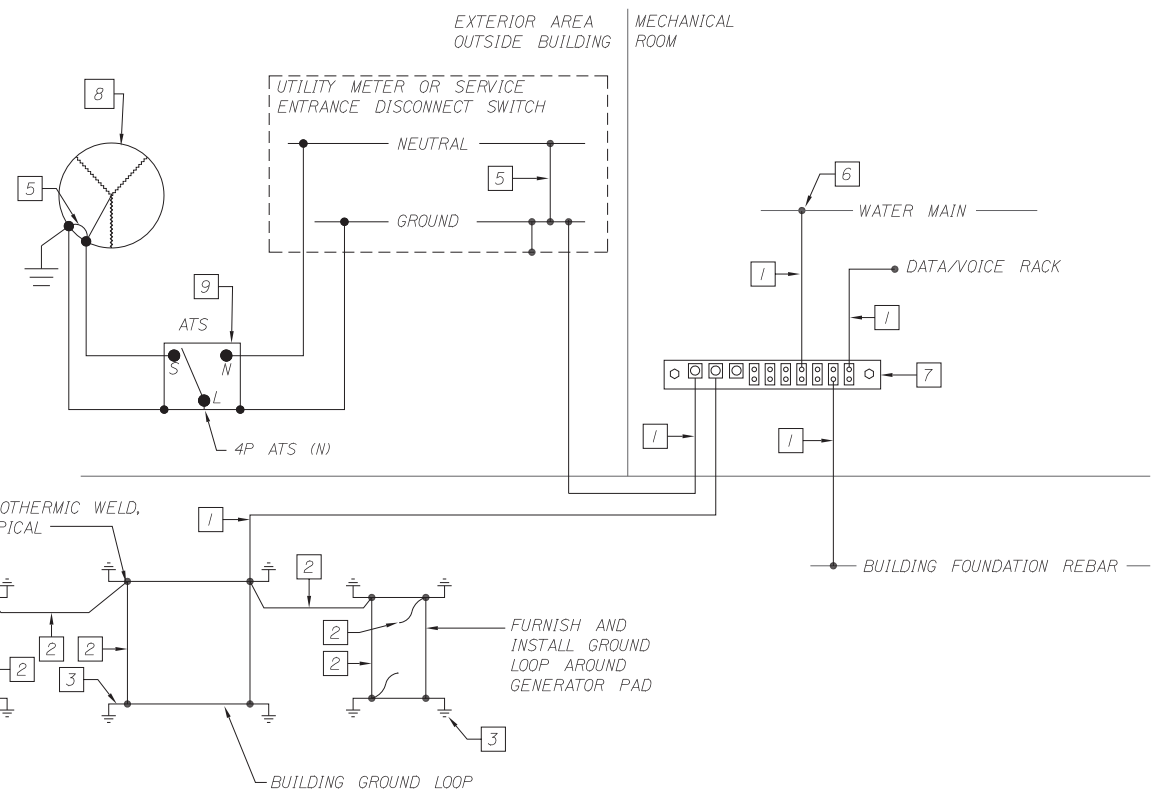 EXTERIOR AREA
OUTSIDE BUILDING
MECHANICAL
ROOM
8
UTILITY METER OR SERVICE
ENTRANCE DISCONNECT SWITCH
NEUTRAL
5
5
GROUND
6
WATER MAIN
1
DATA/VOICE RACK
1
9
ATS
S
N
L
4P ATS (N)
7
1
1
OTHERMIC WELD,
PICAL
1
2
BUILDING FOUNDATION REBAR
2
2
2
2
2
3
FURNISH AND
INSTALL GROUND
LOOP AROUND
GENERATOR PAD
3
BUILDING GROUND LOOP